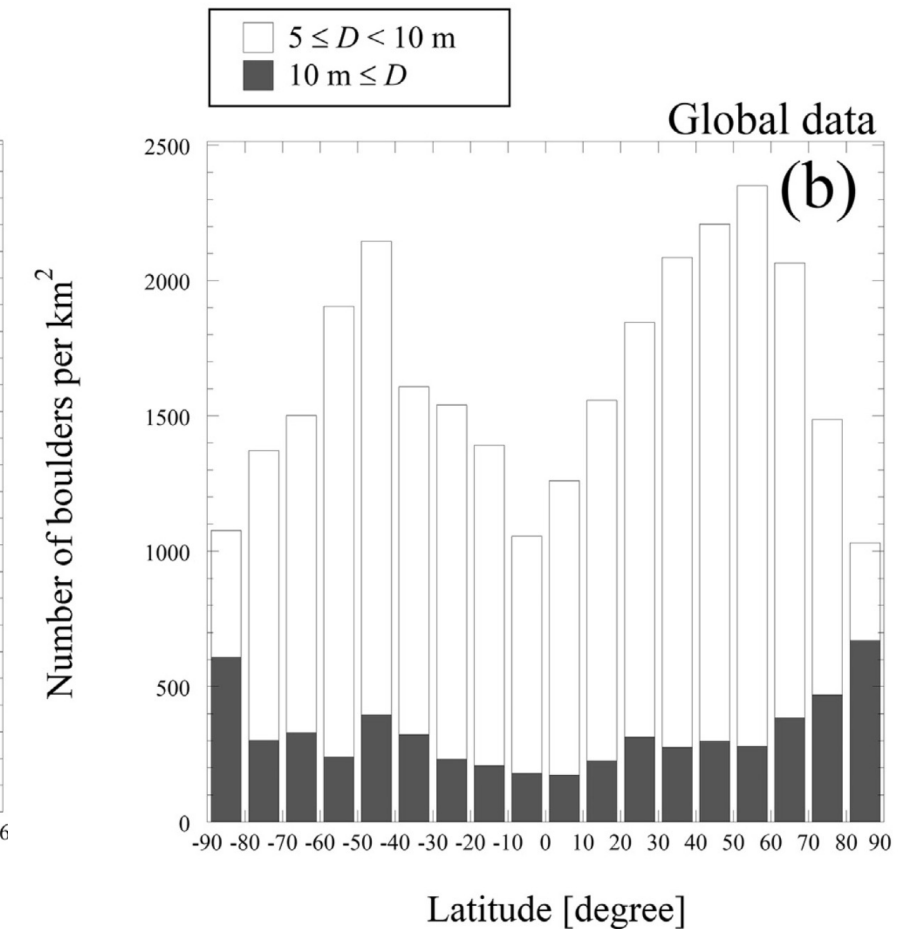 5 ≤ D < 10 m
10 m ≤ D
Global data
(b)
Number of boulders per km²
2500
2000
1500
1000
500
0
-90 -80 -70 -60 -50 -40 -30 -20 -10 0 10 20 30 40 50 60 70 80 90
6
Latitude [degree]